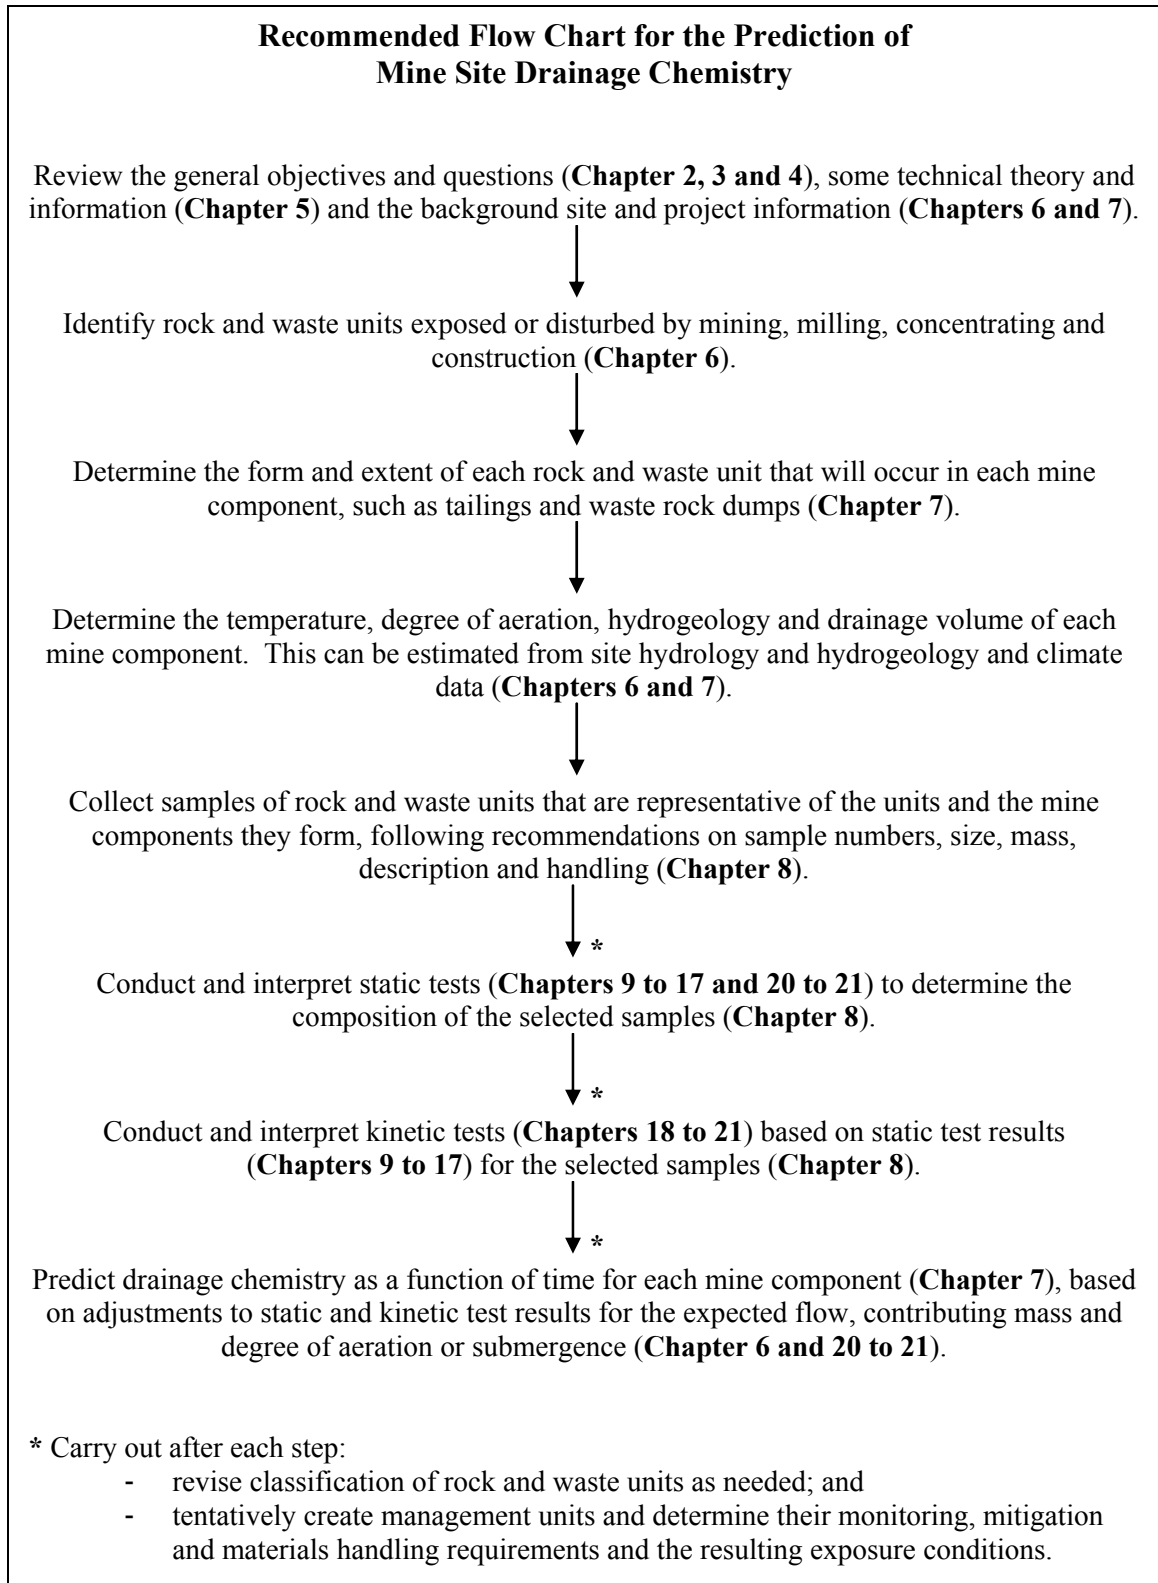 Recommended Flow Chart for the Prediction of
Mine Site Drainage Chemistry
Review the general objectives and questions (Chapter 2, 3 and 4), some technical theory and
information (Chapter 5) and the background site and project information (Chapters 6 and 7).
Identify rock and waste units exposed or disturbed by mining, milling, concentrating and
construction (Chapter 6).
Determine the form and extent of each rock and waste unit that will occur in each mine
component, such as tailings and waste rock dumps (Chapter 7).
Determine the temperature, degree of aeration, hydrogeology and drainage volume of each
mine component.  This can be estimated from site hydrology and hydrogeology and climate
data (Chapters 6 and 7).
Collect samples of rock and waste units that are representative of the units and the mine
components they form, following recommendations on sample numbers, size, mass,
description and handling (Chapter 8).
*
Conduct and interpret static tests (Chapters 9 to 17 and 20 to 21) to determine the
composition of the selected samples (Chapter 8).
*
Conduct and interpret kinetic tests (Chapters 18 to 21) based on static test results
(Chapters 9 to 17) for the selected samples (Chapter 8).
*
Predict drainage chemistry as a function of time for each mine component (Chapter 7), based
on adjustments to static and kinetic test results for the expected flow, contributing mass and
degree of aeration or submergence (Chapter 6 and 20 to 21).
* Carry out after each step:
- revise classification of rock and waste units as needed; and
- tentatively create management units and determine their monitoring, mitigation
and materials handling requirements and the resulting exposure conditions.